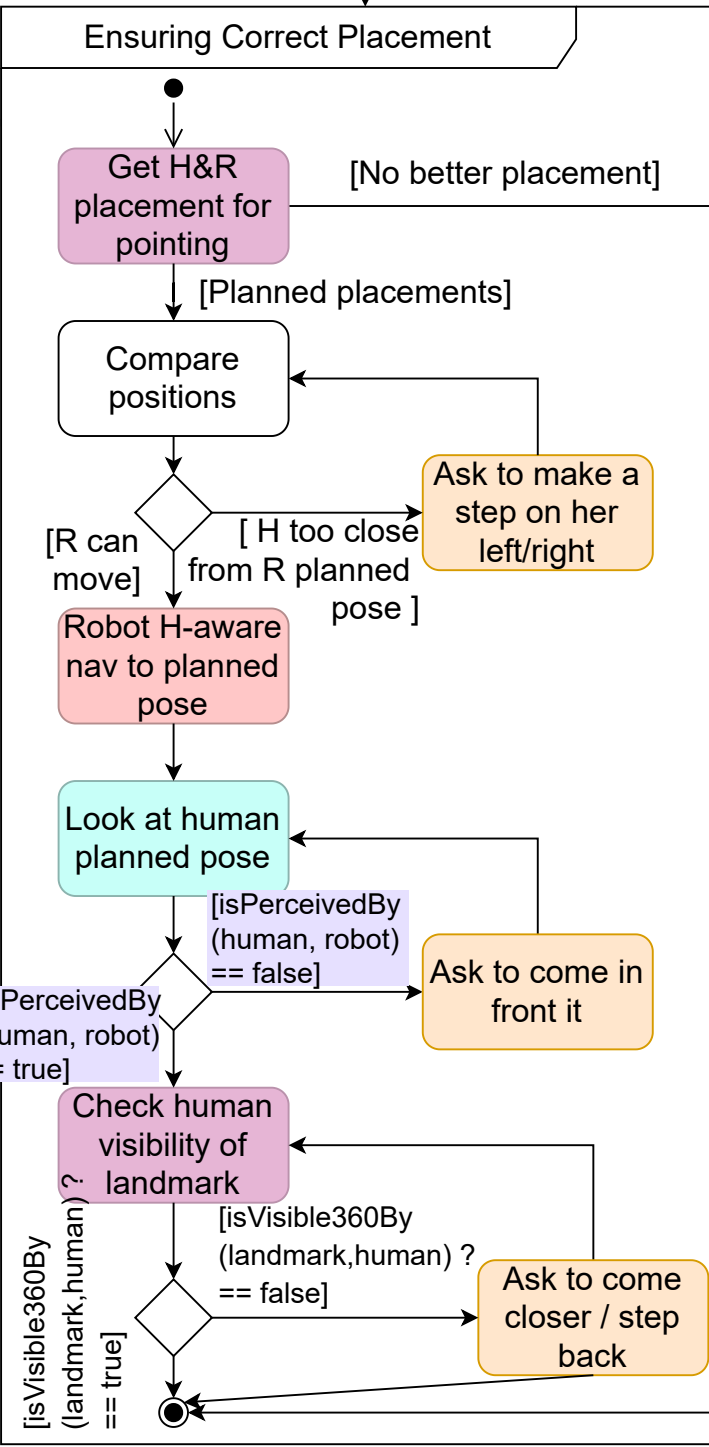 Ensuring Correct Placement
Get H&R
placement for
pointing
[No better placement]
[Planned placements]
Compare
positions
Ask to make a
step on her
left/right
[R can
move]
[ H too close
from R planned
pose ]
Robot H-aware
nav to planned
pose
Look at human
planned pose
[isPerceivedBy
(human, robot)
== false]
Ask to come in
front it
PerceivedBy
uman, robot)
= true]
Check human
visibility of
landmark
[isVisible360By
(landmark,human) ?
== true]
[isVisible360By
(landmark,human) ?
== false]
Ask to come
closer / step
back